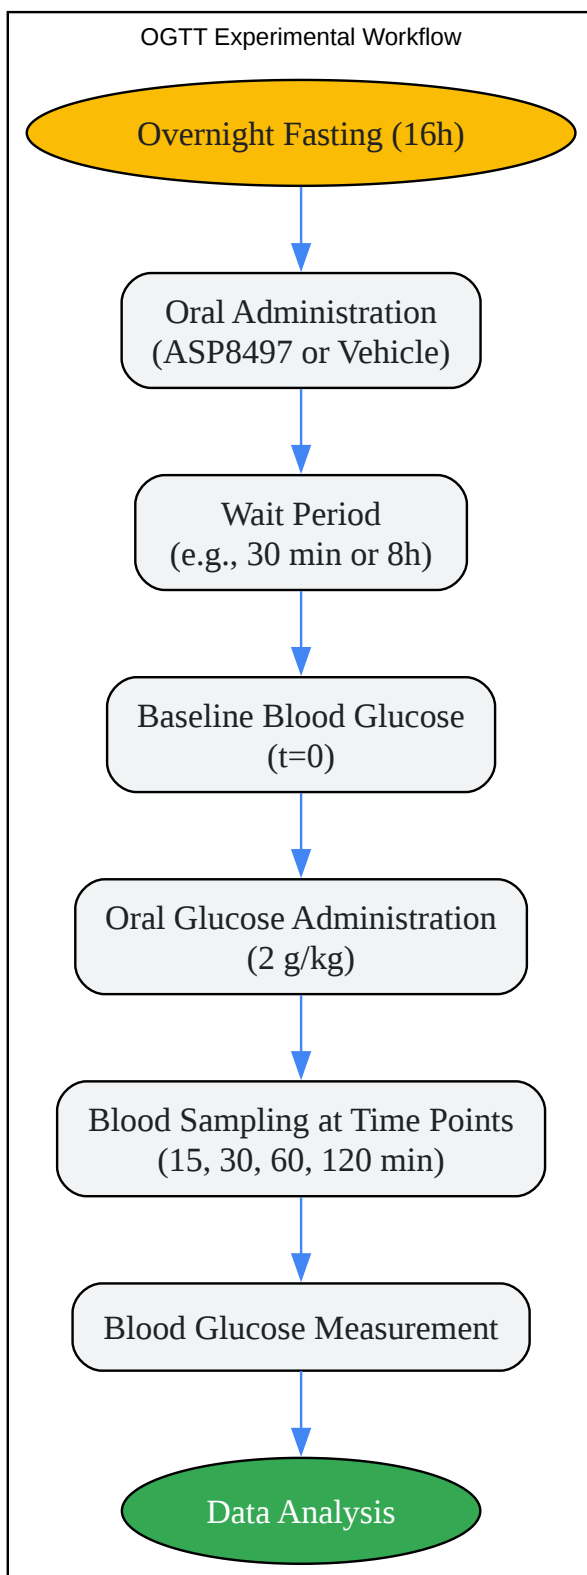 OGTT Experimental Workflow
Overnight Fasting (16h)
Oral Administration
(ASP8497 or Vehicle)
Wait Period
(e.g., 30 min or 8h)
Baseline Blood Glucose
(t=0)
Oral Glucose Administration
(2 g/kg)
Blood Sampling at Time Points
(15, 30, 60, 120 min)
Blood Glucose Measurement
Data Analysis